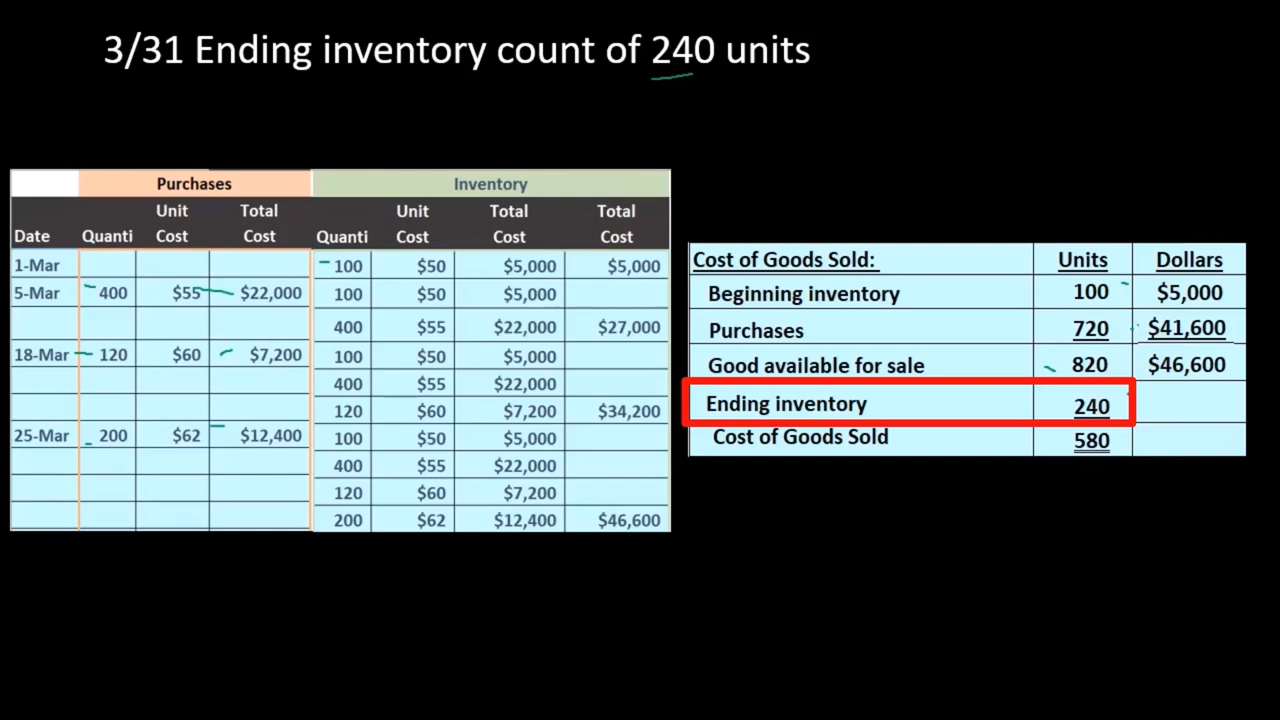 3/31 Ending inventory count of 240 units
Purchases Inventory
Unit Total Unit Total Total
Date Quanti Cost Cost Quanti Cost Cost Cost
1-Mar 100 $50 $5,000 $5,000
5-Mar 400 $55 $22,000 100 $50 $5,000
400 $55 $22,000 $27,000
18-Mar 120 $60 $7,200 100 $50 $5,000
400 $55 $22,000
120 $60 $7,200 $34,200
25-Mar 200 $62 $12,400 100 $50 $5,000
400 $55 $22,000
120 $60 $7,200
200 $62 $12,400 $46,600
Cost of Goods Sold: Units Dollars
Beginning inventory 100 $5,000
Purchases 720 $41,600
Good available for sale 820 $46,600
Ending inventory 240
Cost of Goods Sold 580